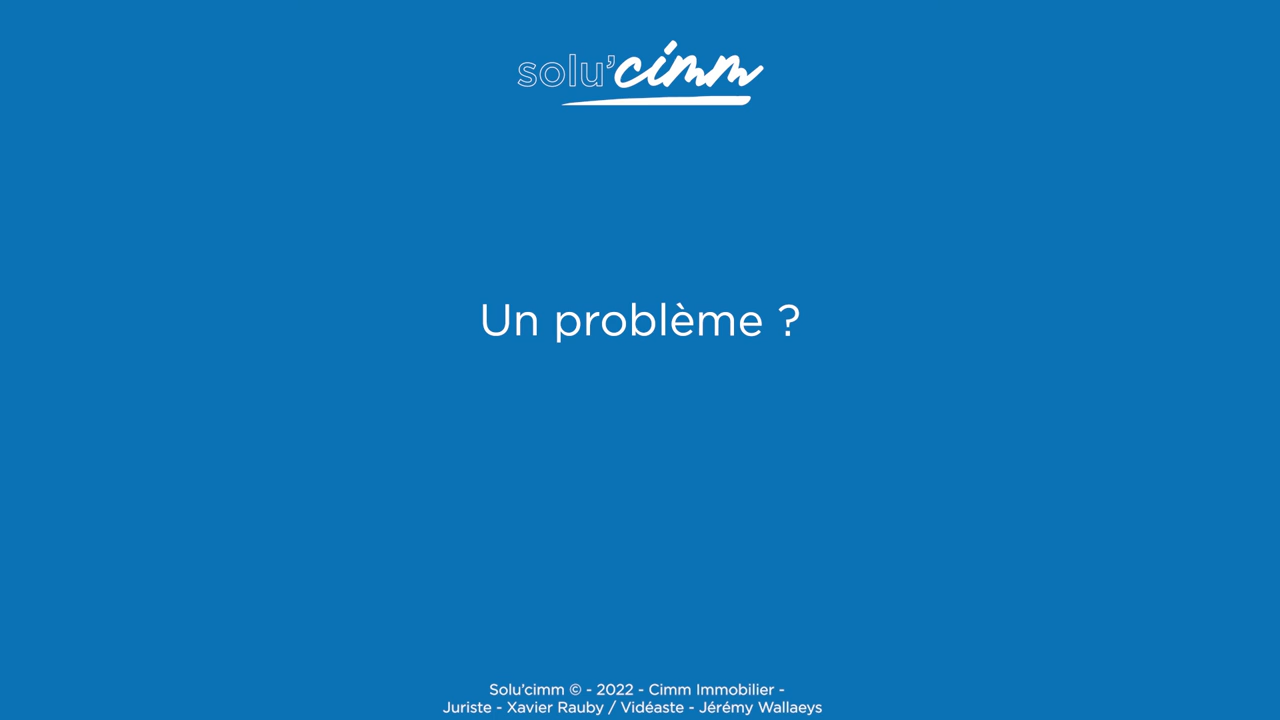 solu'cimm
Un problème ?
Solu'cimm © - 2022 - Cimm Immobilier -
Juriste - Xavier Rauby / Vidéaste - Jérémy Wallaeys